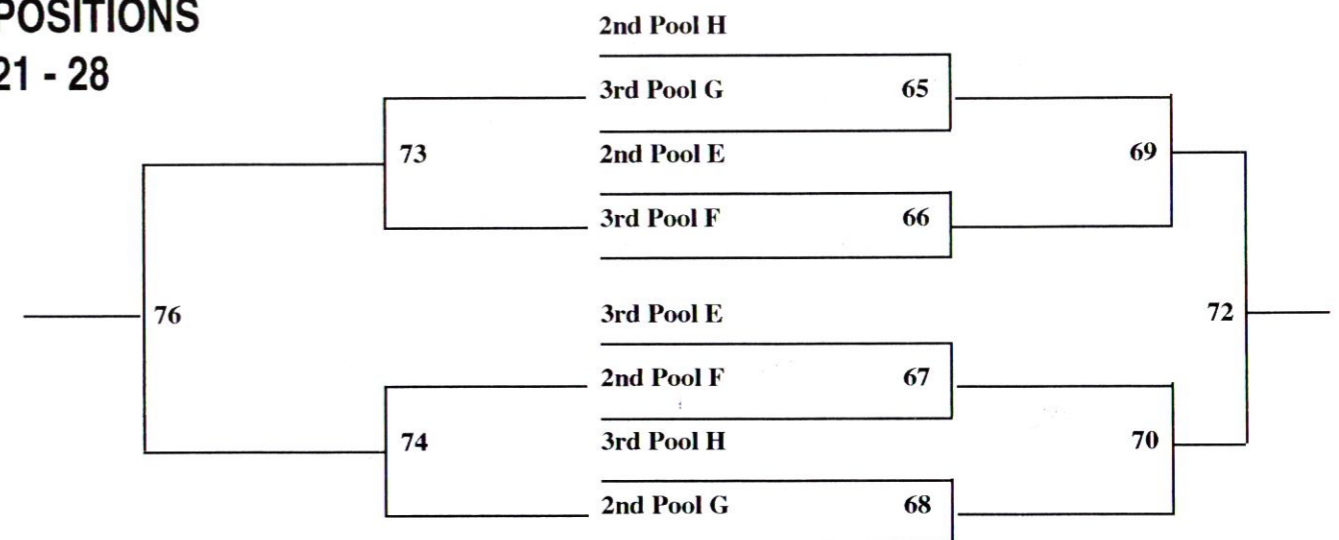 POSITIONS
21 - 28
2nd Pool H
3rd Pool G 65
73 2nd Pool E 69
3rd Pool F 66
76 3rd Pool E 72
2nd Pool F 67
74 3rd Pool H 70
2nd Pool G 68